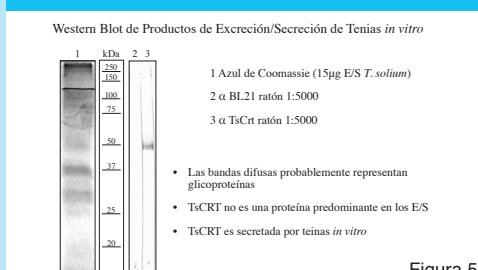 Western Blot de Productos de Excreción/Secreción de Tenias in vitro
1 kDa 2 3
250
150
100
75
50
37
25
20
1 Azul de Coomassie (15µg E/S T. solium)
2 α BL21 ratón 1:5000
3 α TsCrt ratón 1:5000
• Las bandas difusas probablemente representan
glicoproteínas
• TsCRT no es una proteína predominante en los E/S
• TsCRT es secretada por teinas in vitro
Figura 5